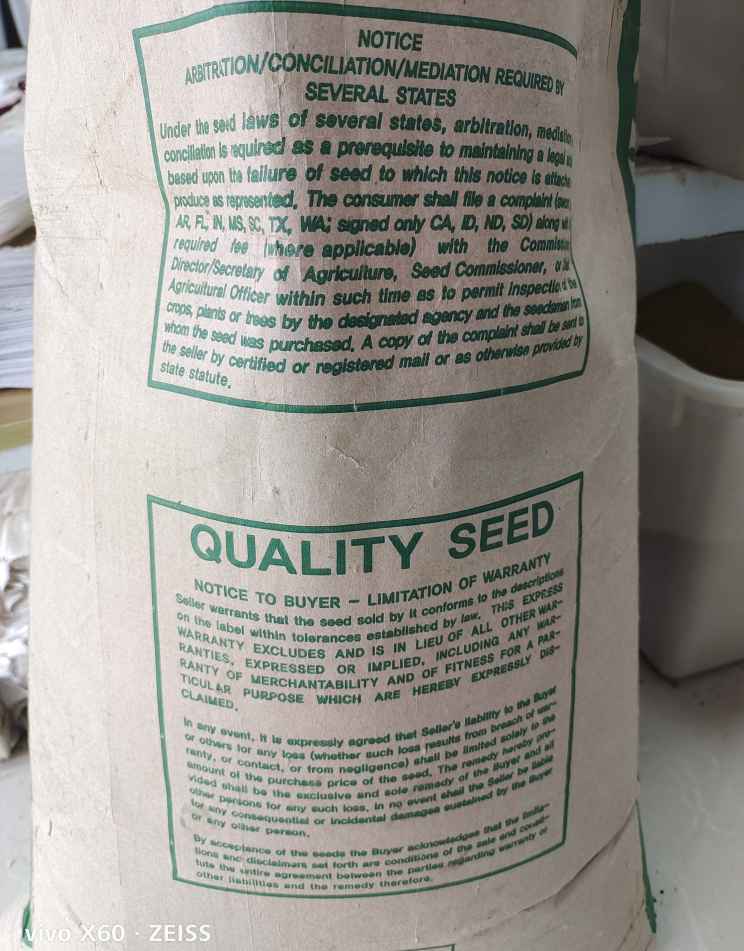 NOTICE
ARBITRATION/CONCILIATION/MEDIATION REQUIRED BY
SEVERAL STATES
Under the seed laws of several states, arbitration, mediation
conciliation is required as a prerequisite to maintaining a legal
based upon the failure of seed to which this notice is attache
produce as represented. The consumer shall file a complaint
AR, FL, IN, MS, SC, TX, WA; signed only CA, ID, ND, SD) along
required fee (where applicable) with the Commiss
Director/Secretary of Agriculture, Seed Commissioner, or
Agricultural Officer within such time as to permit inspectio of the
crops, plants or trees by the designated agency and the seedsman from
whom the seed was purchased. A copy of the complaint shall be sent to
the seller by certified or registered mail or as otherwise provided by
state statute.
QUALITY SEED
NOTICE TO BUYER – LIMITATION OF WARRANTY
Seller warrants that the seed sold by it conforms to the descriptions
on the label within tolerances established by law. THIS EXPRESS
WARRANTY EXCLUDES AND IS IN LIEU OF ALL OTHER WAR-
RANTIES, EXPRESSED OR IMPLIED, INCLUDING ANY WAR-
RANTY OF MERCHANTABILITY AND OF FITNESS FOR A PAR-
TICULAR PURPOSE WHICH ARE HEREBY EXPRESSLY DIS-
CLAIMED.
In any event, it is expressly agreed that Seller's liability to the Buyer
or others for any loss (whether such loss results from breach of war-
ranty, or contact, or from negligence) shall be limited solely to the
amount of the purchase price of the seed. The remedy hereby pro-
vided shall be the exclusive and sole remedy of the Buyer and all
other persons for any such loss, in no event shall the Seller be liable
for any consequential or incidental damages sustained by the Buyer
or any other person.
By acceptance of the seeds the Buyer acknowledges that the limita-
tions and disclaimers set forth are conditions of the sale and consti-
tute the entire agreement between the parties regarding warranty or
other liabilities and the remedy therefore.
vivo X60 · ZEISS